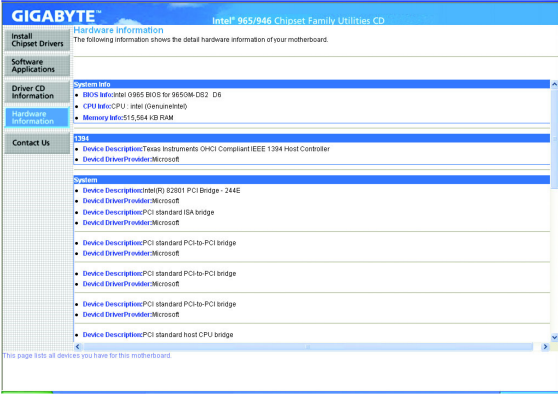 GIGABYTE™
Intel® 965/946 Chipset Family Utilities CD
Install
Chipset Drivers
Software
Applications
Driver CD
Information
Hardware
Information
Contact Us
Hardware Information
The following information shows the detail hardware information of your motherboard.
System Info
• BIOS Info:Intel G965 BIOS for 965GM-DS2 D6
• CPU Info:CPU : intel (GenuineIntel)
• Memory Info:515,564 KB RAM
1394
• Device Description:Texas Instruments OHCI Compliant IEEE 1394 Host Controller
• Devicd DriverProvider:Microsoft
System
• Device Description:Intel(R) 82801 PCI Bridge - 244E
• Devicd DriverProvider:Microsoft
• Device Description:PCI standard ISA bridge
• Devicd DriverProvider:Microsoft
• Device Description:PCI standard PCI-to-PCI bridge
• Devicd DriverProvider:Microsoft
• Device Description:PCI standard PCI-to-PCI bridge
• Devicd DriverProvider:Microsoft
• Device Description:PCI standard PCI-to-PCI bridge
• Devicd DriverProvider:Microsoft
• Device Description:PCI standard host CPU bridge
This page lists all devices you have for this motherboard.